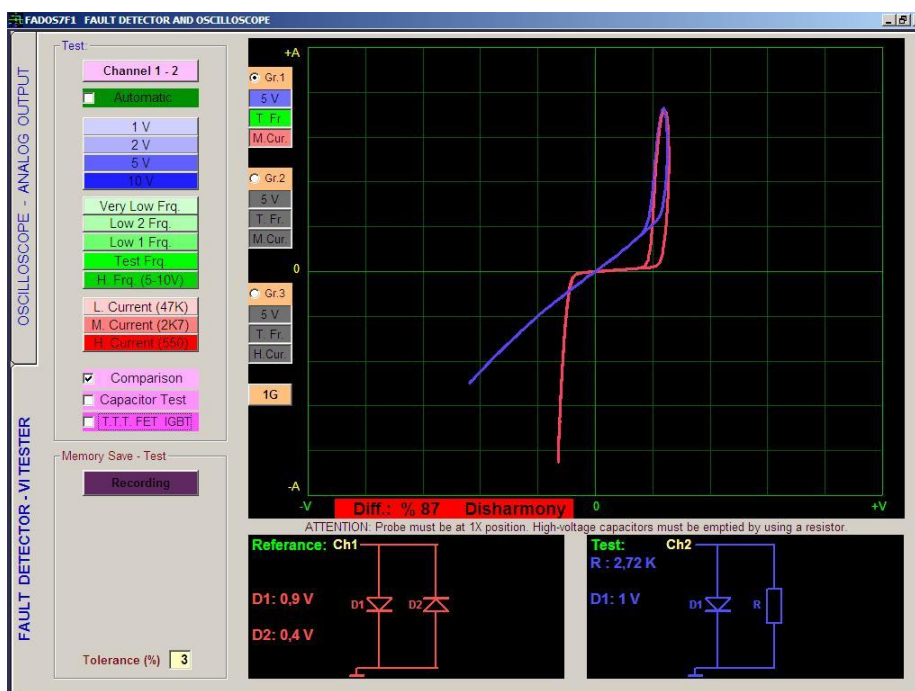 FADOS7F1 FAULT DETECTOR AND OSCILLOSCOPE
OSCILLOSCOPE - ANALOG OUTPUT
FAULT DETECTOR - VI TESTER
Test:
Channel 1 - 2
Automatic
1 V
2 V
5 V
10 V
Very Low Frq.
Low 2 Frq.
Low 1 Frq.
Test Frq.
H. Frq. (5-10V)
L. Current (47K)
M. Current (2K7)
H. Current (550)
Comparison
Capacitor Test
T.T.T. FET IGBT
Memory Save - Test
Recording
Tolerance (%) 3
+A
Gr.1
5 V
T. Fr
M.Cur.
Gr.2
5 V
T. Fr.
M.Cur.
0
Gr.3
5 V
T. Fr.
H.Cur.
1G
-A
-V
Diff.: % 87 Disharmony
0
+V
ATTENTION: Probe must be at 1X position. High-voltage capacitors must be emptied by using a resistor.
Referance: Ch1
D1: 0,9 V
D2: 0,4 V
D1
D2
Test: Ch2
R : 2,72 K
D1: 1 V
D1
R